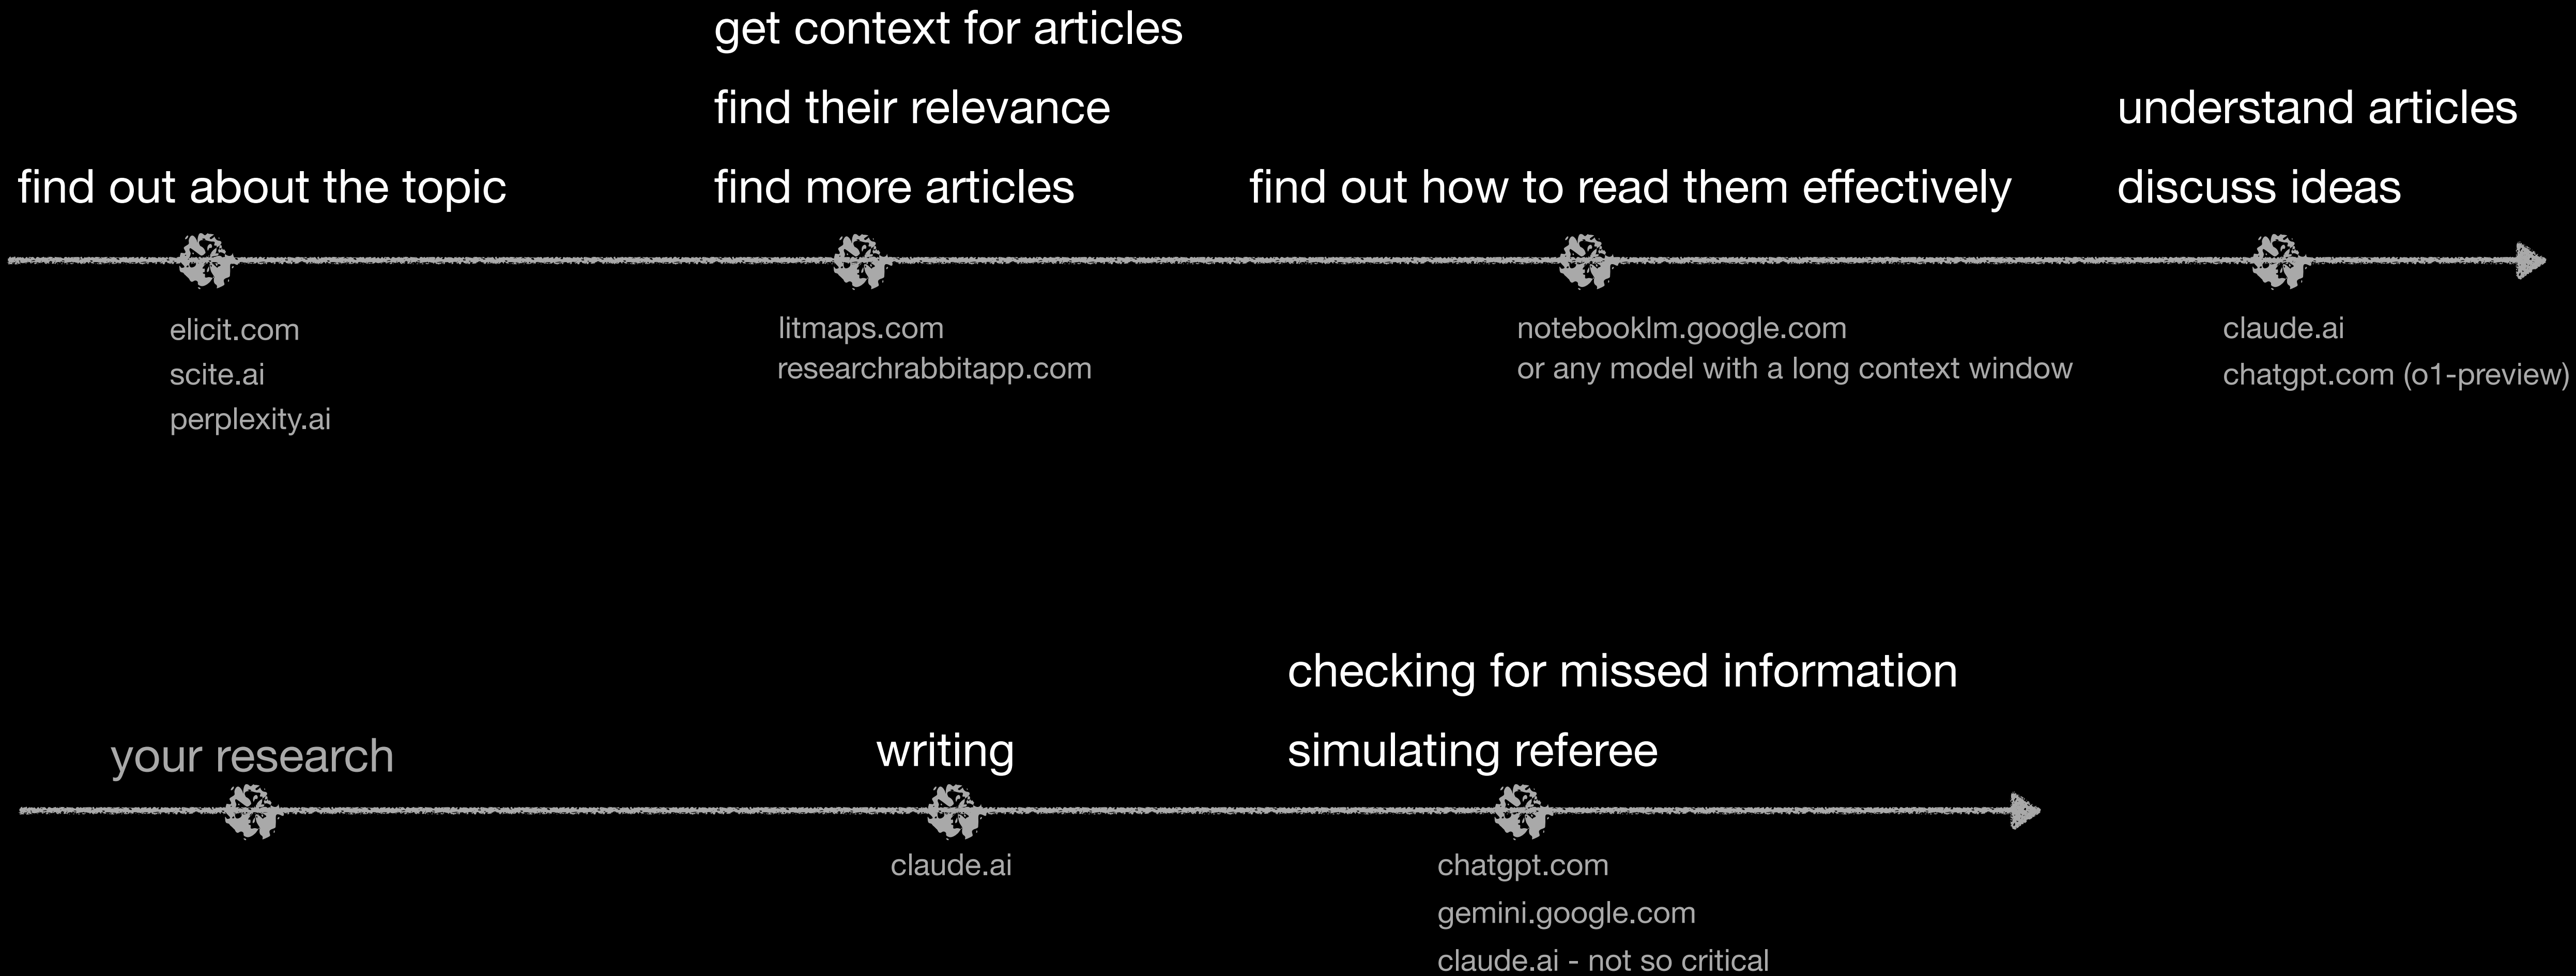 find out about the topic
get context for articles
find their relevance
find more articles
find out how to read them effectively
understand articles
discuss ideas
elicit.com
scite.ai
perplexity.ai
litmaps.com
researchrabbitapp.com
notebooklm.google.com
or any model with a long context window
claude.ai
chatgpt.com (o1-preview)
your research
writing
checking for missed information
simulating referee
claude.ai
chatgpt.com
gemini.google.com
claude.ai - not so critical